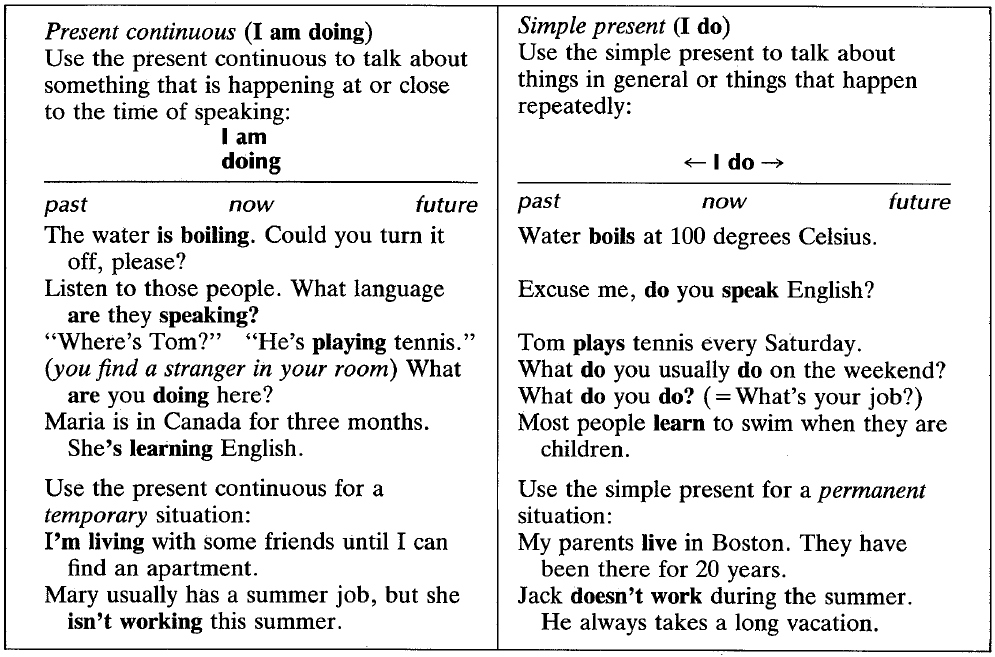 Present continuous (I am doing)
Use the present continuous to talk about
something that is happening at or close
to the time of speaking:
I am
doing
past now future
The water is boiling. Could you turn it
off, please?
Listen to those people. What language
are they speaking?
“Where's Tom?” “He's playing tennis.”
(you find a stranger in your room) What
are you doing here?
Maria is in Canada for three months.
She's learning English.
Use the present continuous for a
temporary situation:
I'm living with some friends until I can
find an apartment.
Mary usually has a summer job, but she
isn't working this summer.
Simple present (I do)
Use the simple present to talk about
things in general or things that happen
repeatedly:
← I do →
past now future
Water boils at 100 degrees Celsius.
Excuse me, do you speak English?
Tom plays tennis every Saturday.
What do you usually do on the weekend?
What do you do? (=What's your job?)
Most people learn to swim when they are
children.
Use the simple present for a permanent
situation:
My parents live in Boston. They have
been there for 20 years.
Jack doesn't work during the summer.
He always takes a long vacation.